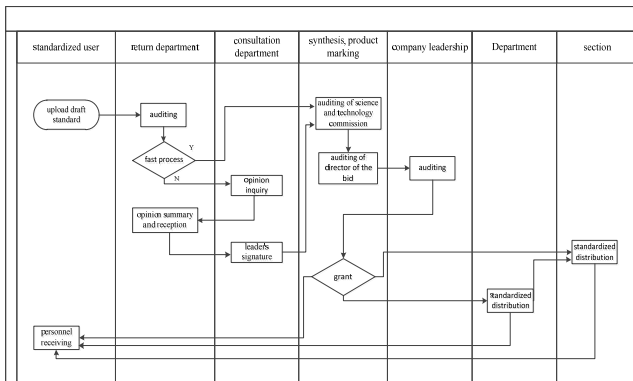 standardized user
return department
consultation
department
synthesis, product
marking
company leadership
Department
section
upload draft
standard
auditing
fast process
Y
N
opinion
inquiry
opinion summary
and reception
leader's
signature
auditing of science
and technology
commission
auditing of
director of the
bid
auditing
grant
standardized
distribution
standardized
distribution
personnel
receiving